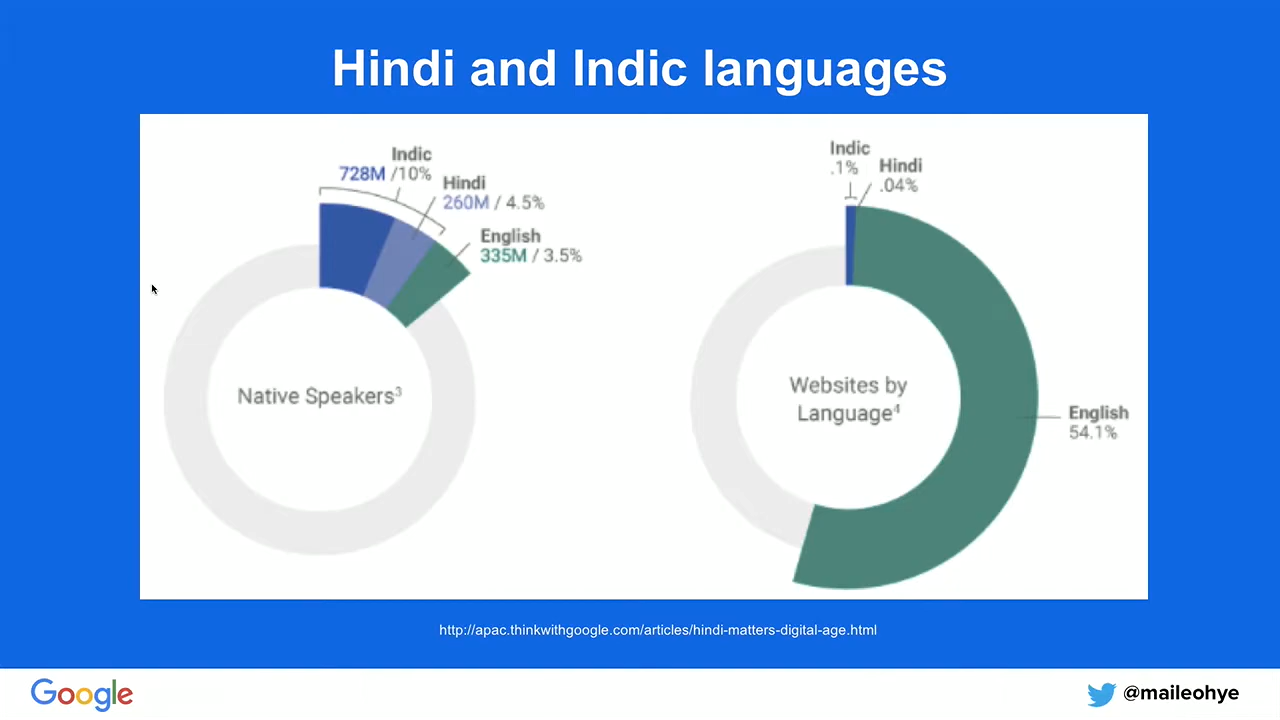 Hindi and Indic languages
Indic
728M /10%
Hindi
260M / 4.5%
English
335M / 3.5%
Native Speakers³
Indic
.1%
Hindi
.04%
Websites by
Language⁴
English
54.1%
http://apac.thinkwithgoogle.com/articles/hindi-matters-digital-age.html
Google
@maileohye